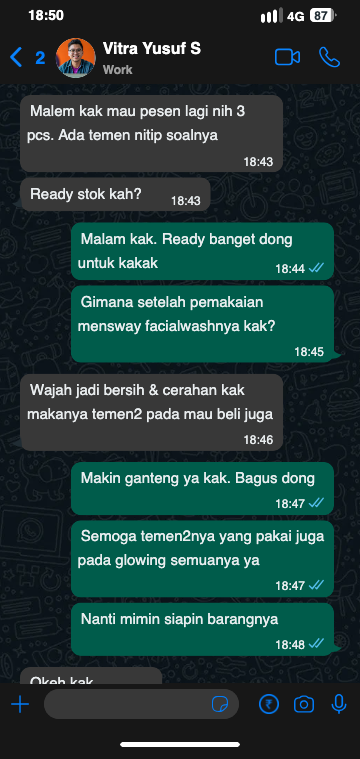 18:50
4G 87
2
Vitra Yusuf S
Work
Malem kak mau pesen lagi nih 3
pcs. Ada temen nitip soalnya
18:43
Ready stok kah?
18:43
Malam kak. Ready banget dong
untuk kakak
18:44
Gimana setelah pemakaian
mensway facialwashnya kak?
18:45
Wajah jadi bersih & cerahan kak
makanya temen2 pada mau beli juga
18:46
Makin ganteng ya kak. Bagus dong
18:47
Semoga temen2nya yang pakai juga
pada glowing semuanya ya
18:47
Nanti mimin siapin barangnya
18:48
Okeh kak
₹